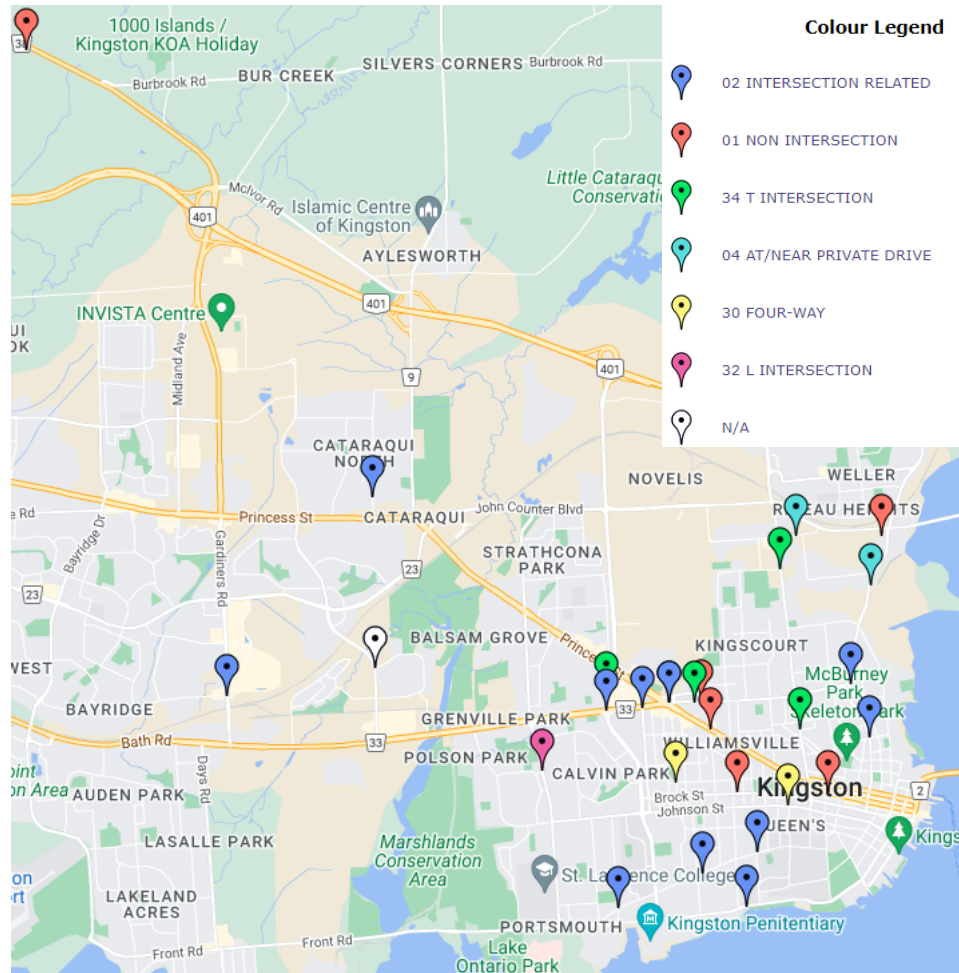 Colour Legend
02 INTERSECTION RELATED
01 NON INTERSECTION
34 T INTERSECTION
04 AT/NEAR PRIVATE DRIVE
30 FOUR-WAY
32 L INTERSECTION
N/A
38
1000 Islands /
Kingston KOA Holiday
SILVERS CORNERS
Burbrook Rd
BUR CREEK
Burbrook Rd
McIvor Rd
Little Cataraqu
Conservati
401
Islamic Centre
of Kingston
AYLESWORTH
401
INVISTA Centre
Midland Ave
401
9
CATARAQUI
NORTH
NOVELIS
WELLER
Princess St
CATARAQUI
John Counter Blvd
RIDEAU HEIGHTS
Bayridge Dr
Gardiners Rd
STRATHCONA
PARK
23
23
BALSAM GROVE
Princess St
KINGSCOURT
WEST
McBurney
Park
Skeleton Park
BAYRIDGE
GRENVILLE PARK
33
Bath Rd
33
WILLIAMSVILLE
POLSON PARK
CALVIN PARK
Days Rd
AUDEN PARK
Brock St
Johnson St
Kingston
2
LASALLE PARK
Marshlands
Conservation
Area
QUEEN'S
Kings
St. Lawrence College
LAKELAND
ACRES
PORTSMOUTH
Kingston Penitentiary
Front Rd
Front Rd
Lake
Ontario Park